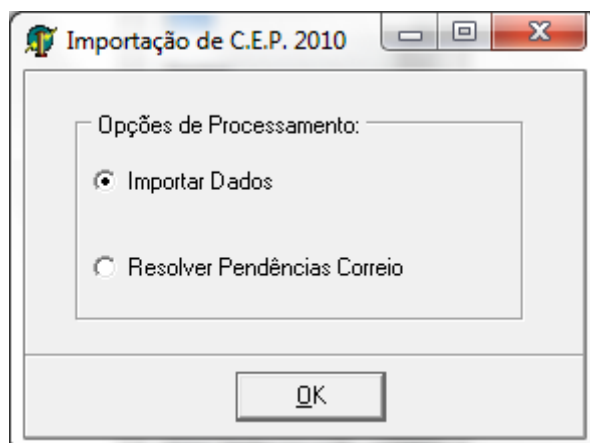 Importação de C.E.P. 2010
Opções de Processamento:
Importar Dados
Resolver Pendências Correio
OK